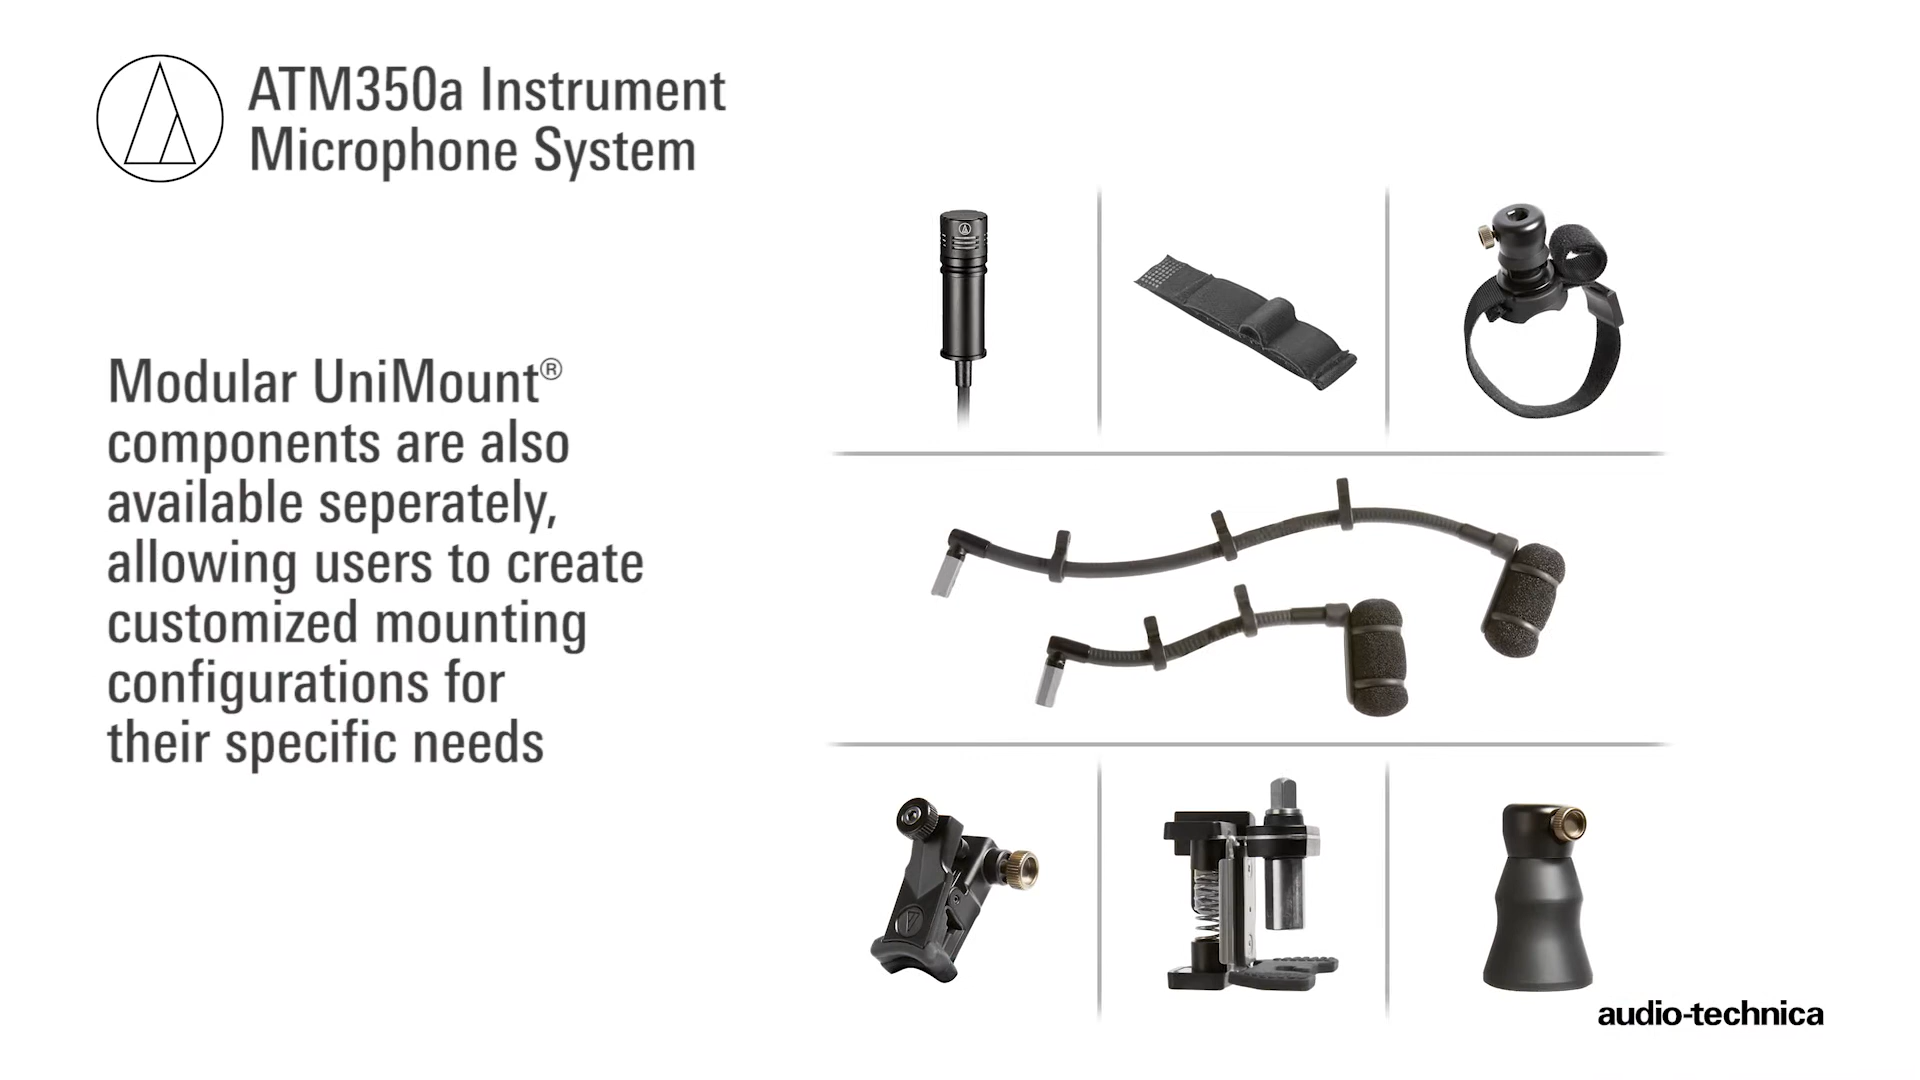 ATM350a Instrument
Microphone System
Modular UniMount®
components are also
available seperately,
allowing users to create
customized mounting
configurations for
their specific needs
audio-technica